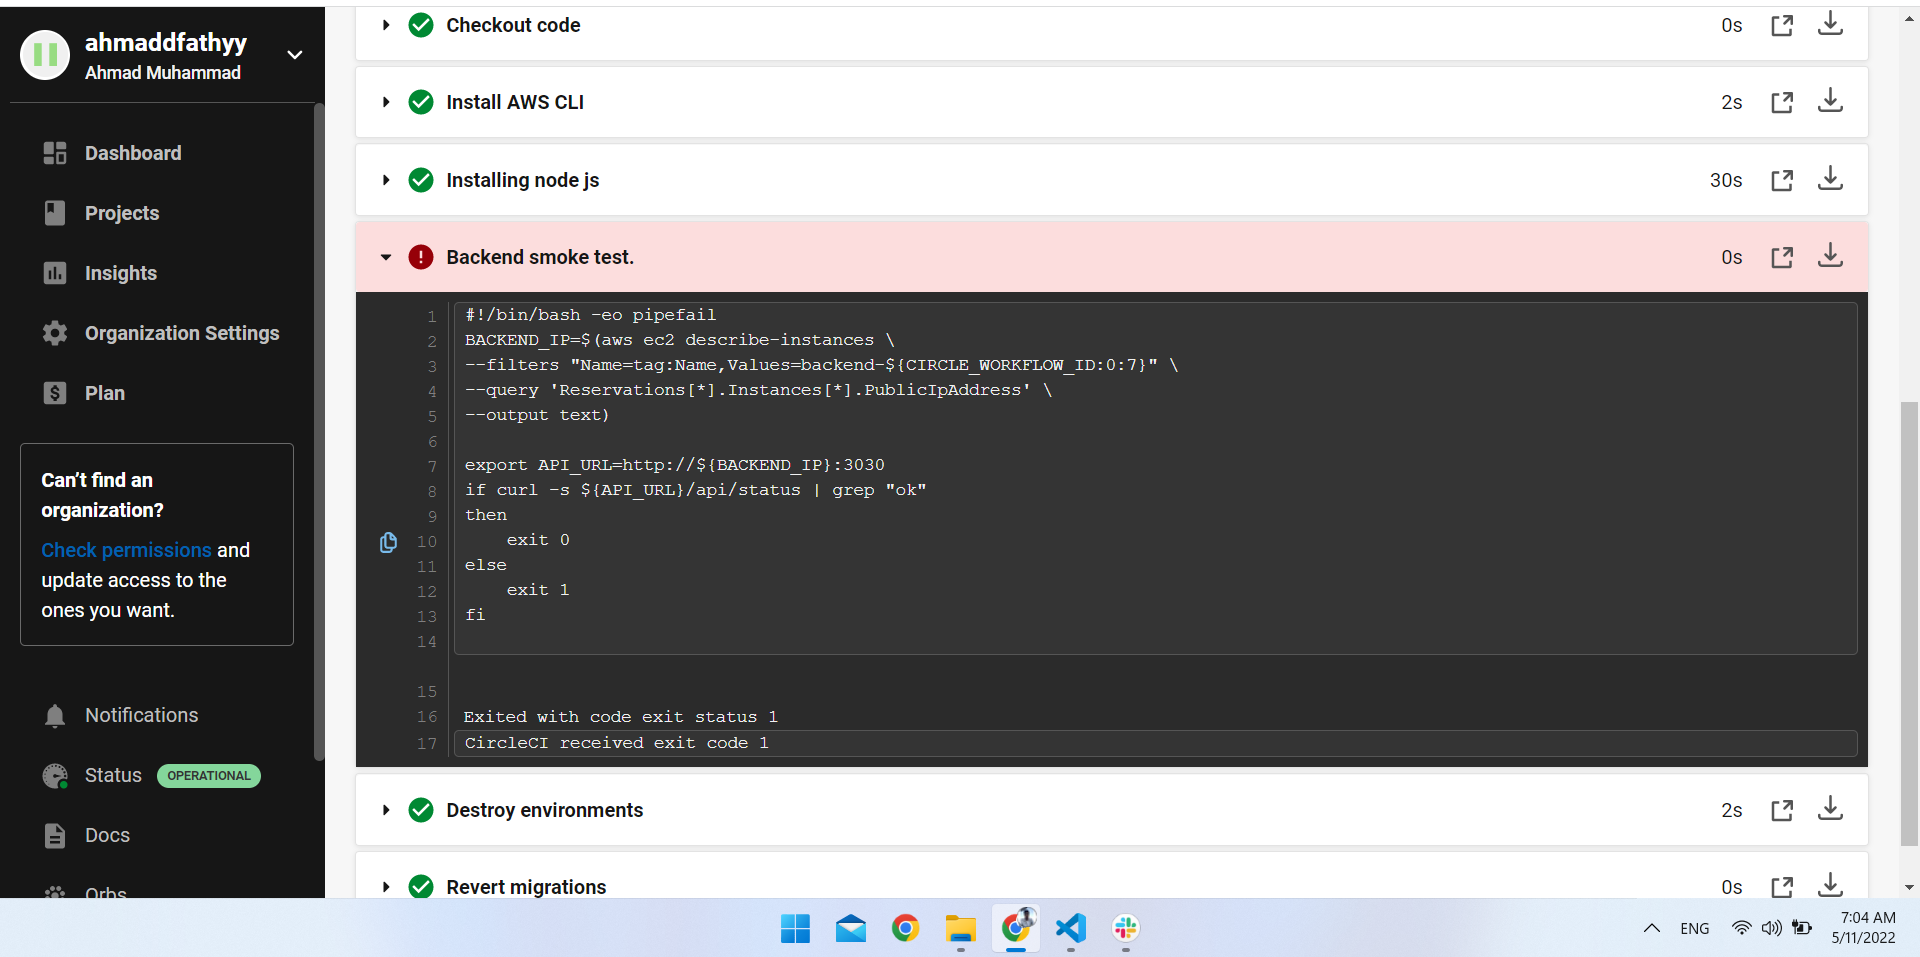 ahmaddfathyy
Ahmad Muhammad
Dashboard
Projects
Insights
Organization Settings
Plan
Can't find an
organization?
Check permissions and
update access to the
ones you want.
Notifications
Status OPERATIONAL
Docs
Orbs
Checkout code 0s
Install AWS CLI 2s
Installing node js 30s
Backend smoke test. 0s
1 #!/bin/bash -eo pipefail
2 BACKEND_IP=$(aws ec2 describe-instances \
3 --filters "Name=tag:Name,Values=backend-${CIRCLE_WORKFLOW_ID:0:7}" \
4 --query 'Reservations[*].Instances[*].PublicIpAddress' \
5 --output text)
6
7 export API_URL=http://${BACKEND_IP}:3030
8 if curl -s ${API_URL}/api/status | grep "ok"
9 then
10     exit 0
11 else
12     exit 1
13 fi
14
15
16 Exited with code exit status 1
17 CircleCI received exit code 1
Destroy environments 2s
Revert migrations 0s
ENG
7:04 AM
5/11/2022